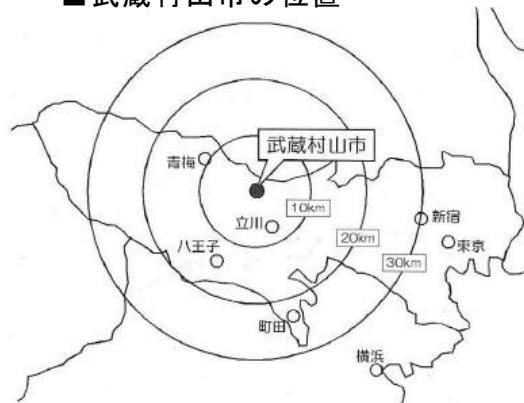 ■武蔵村山市の位置
武蔵村山市
青梅
10km
立川
新宿
20km
東京
八王子
30km
町田
横浜